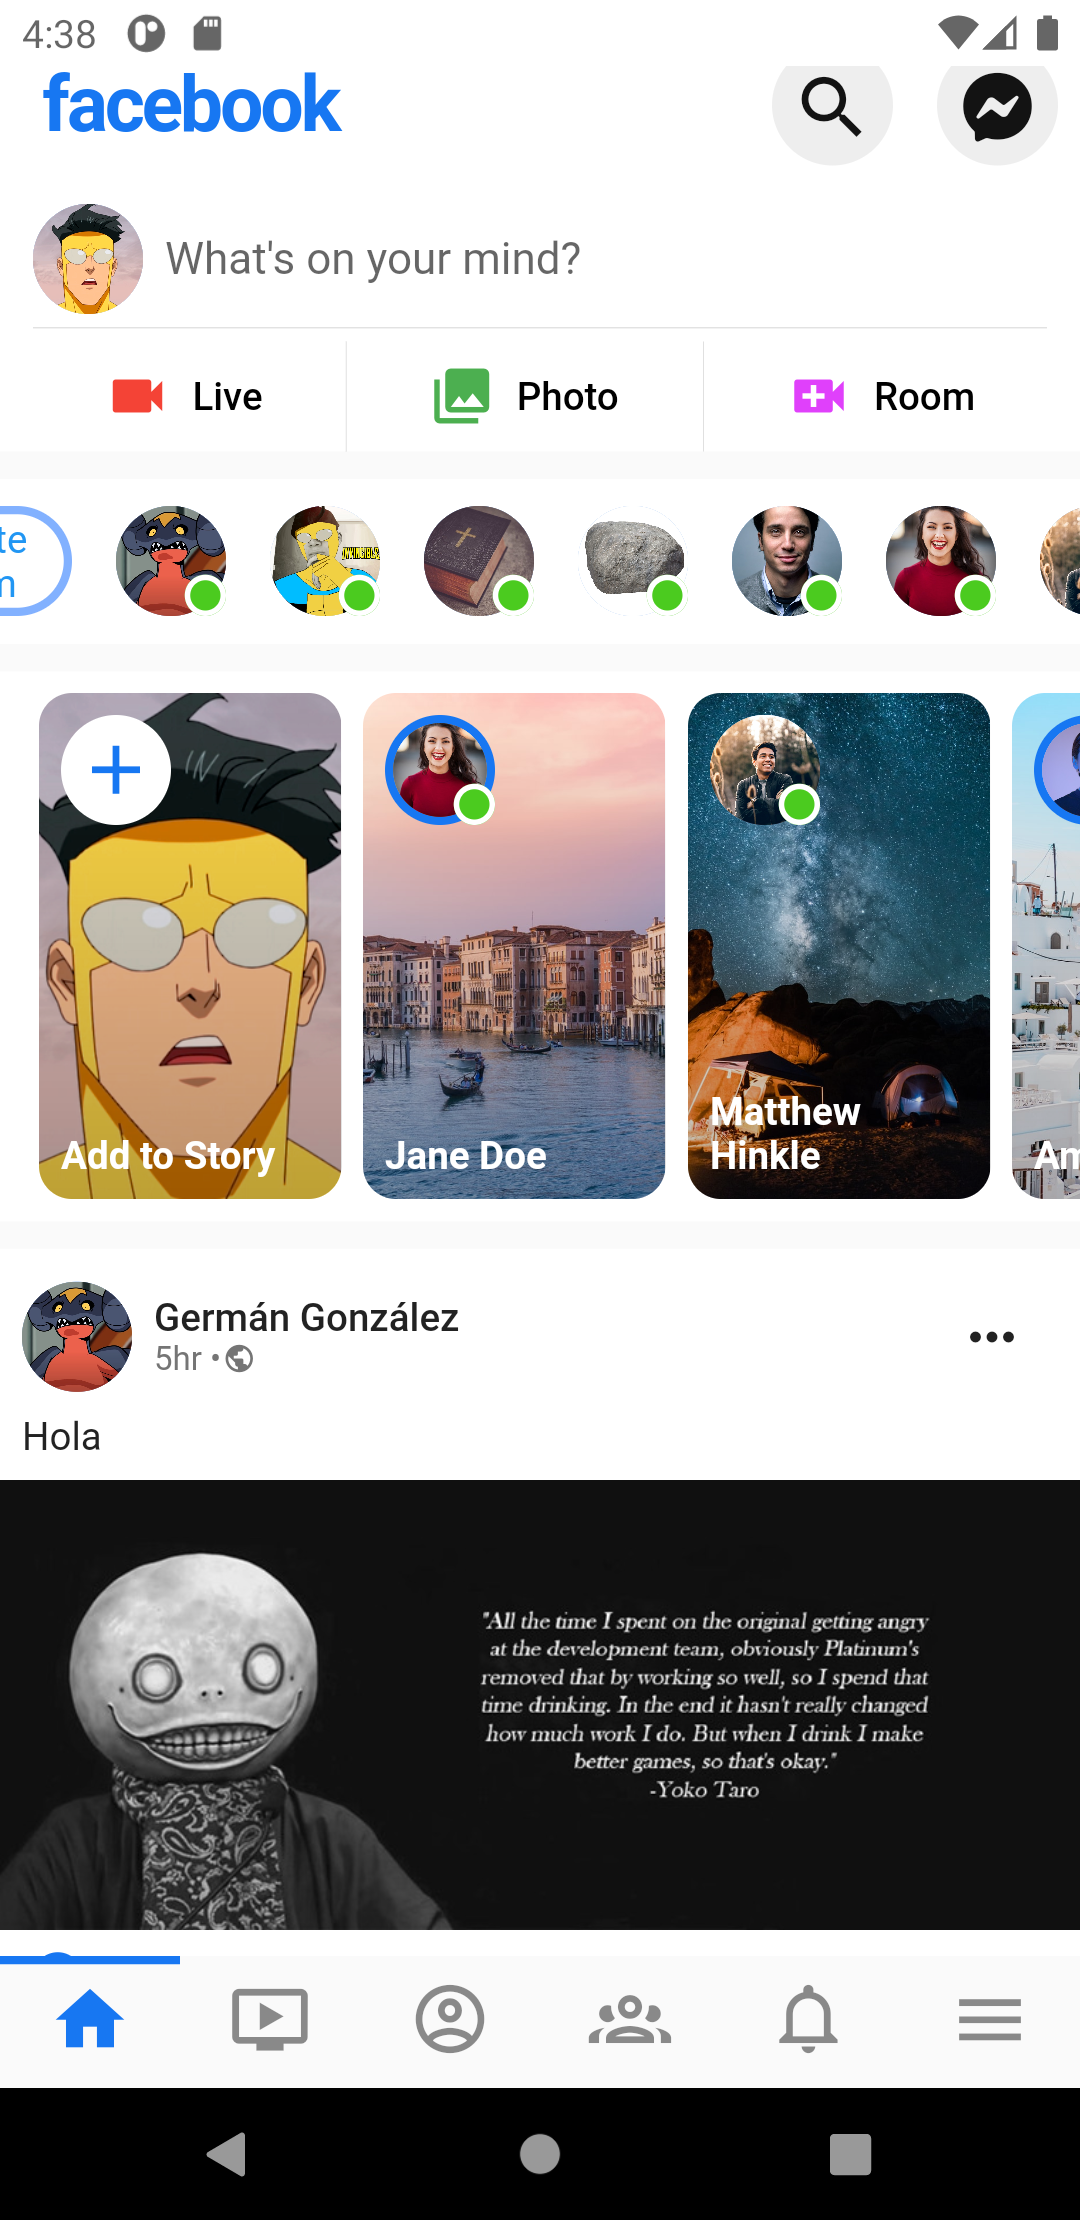 4:38
facebook
What's on your mind?
Live
Photo
Room
Add to Story
Jane Doe
Matthew
Hinkle
Germán González
5hr •
Hola
"All the time I spent on the original getting angry
at the development team, obviously Platinum's
removed that by working so well, so I spend that
time drinking. In the end it hasn't really changed
how much work I do. But when I drink I make
better games, so that's okay."
-Yoko Taro